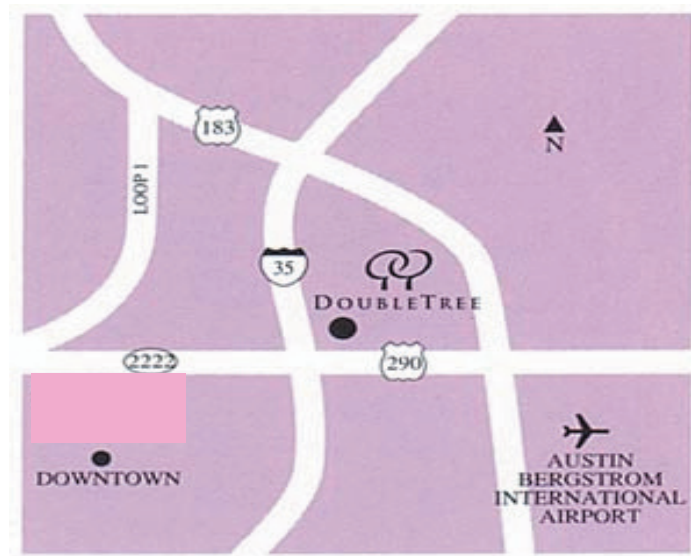 183
N
LOOP 1
35
DOUBLETREE
2222
290
DOWNTOWN
AUSTIN
BERGSTROM
INTERNATIONAL
AIRPORT